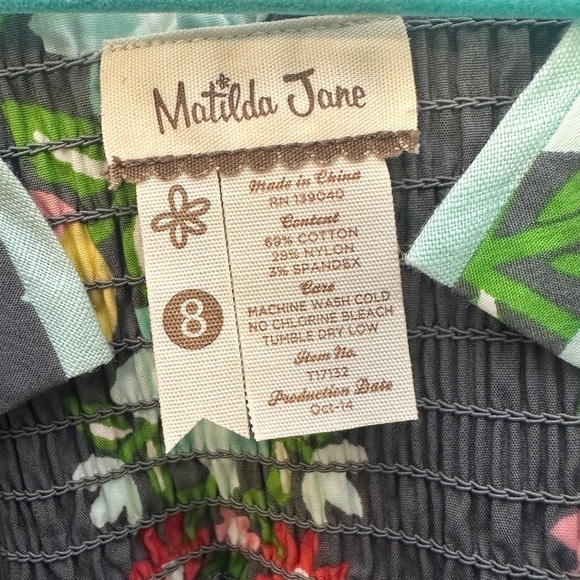 Matilda Jane
Made in China
RN 139040
Content
69% COTTON
28% NYLON
3% SPANDEX
Care
MACHINE WASH COLD
NO CHLORINE BLEACH
TUMBLE DRY LOW
Item No.
T17132
Production Date
Oct-14
8